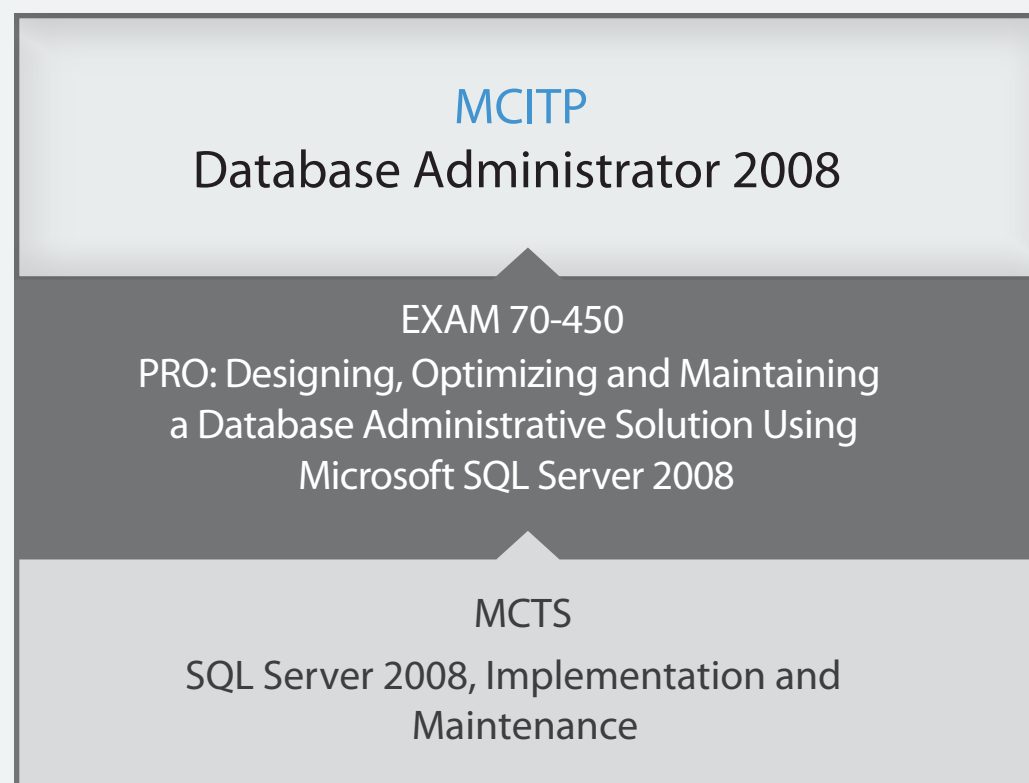 MCITP
Database Administrator 2008
EXAM 70-450
PRO: Designing, Optimizing and Maintaining
a Database Administrative Solution Using
Microsoft SQL Server 2008
MCTS
SQL Server 2008, Implementation and
Maintenance